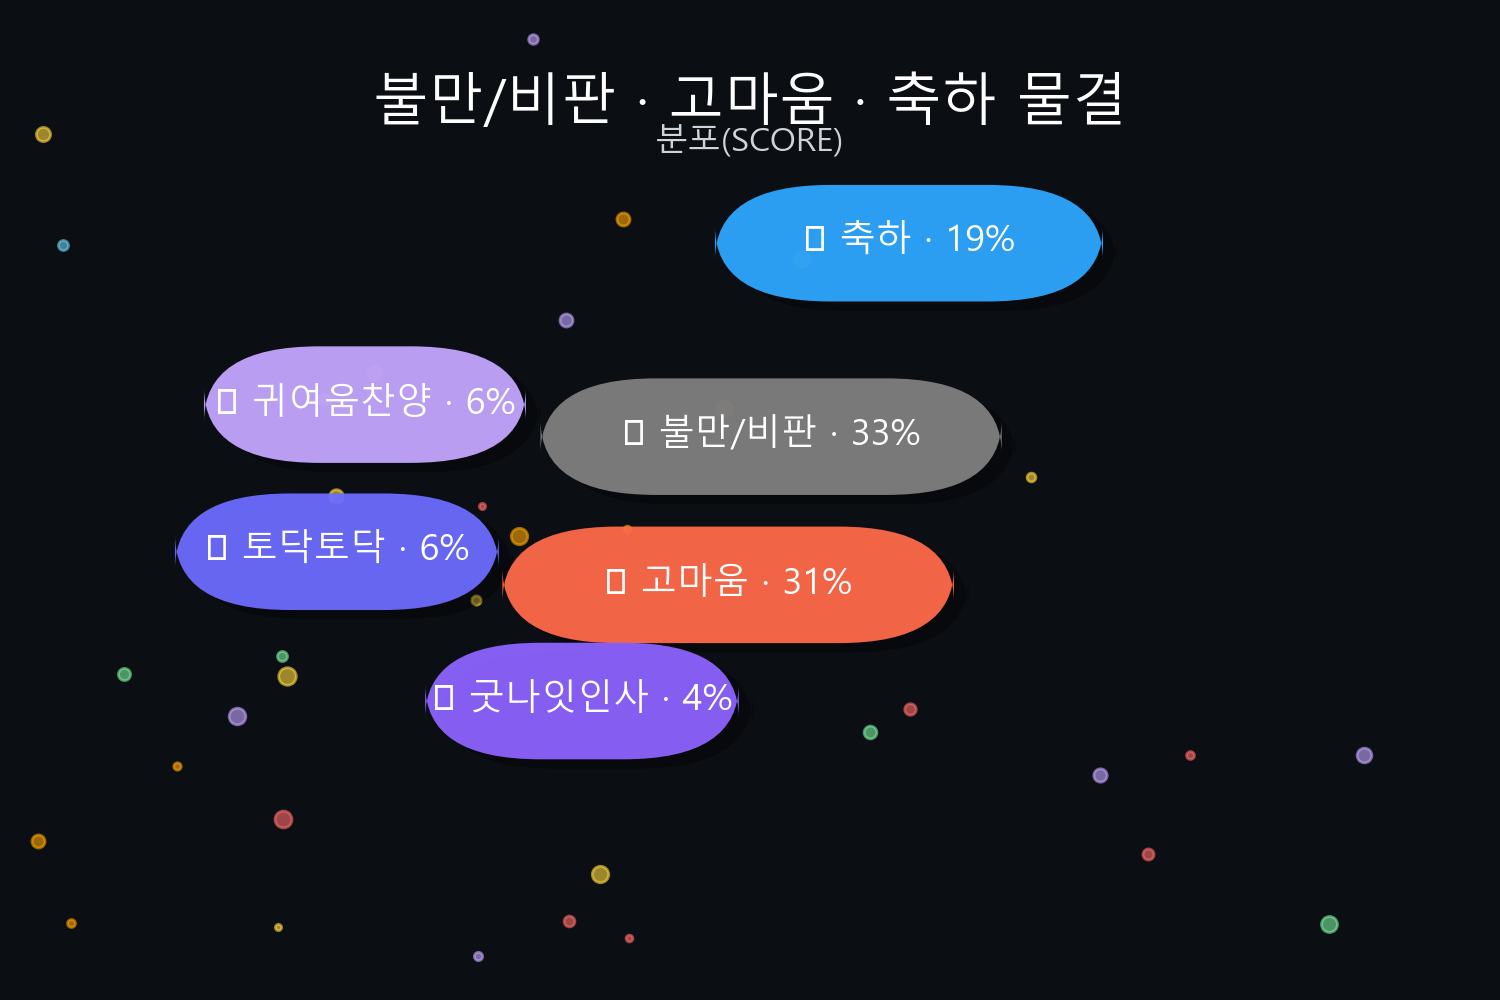 불만/비판 · 고마움 · 축하 물결
분포(SCORE)
▯ 축하 · 19%
▯ 귀여움찬양 · 6%
▯ 불만/비판 · 33%
▯ 토닥토닥 · 6%
▯ 고마움 · 31%
▯ 굿나잇인사 · 4%